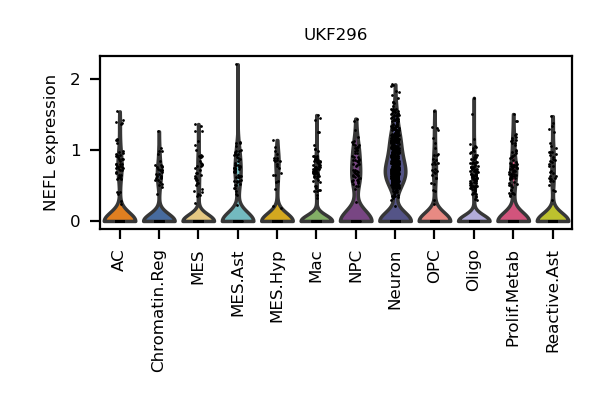 UKF296
NEFL expression
2
1
0
AC
Chromatin.Reg
MES
MES.Ast
MES.Hyp
Mac
NPC
Neuron
OPC
Oligo
Prolif.Metab
Reactive.Ast